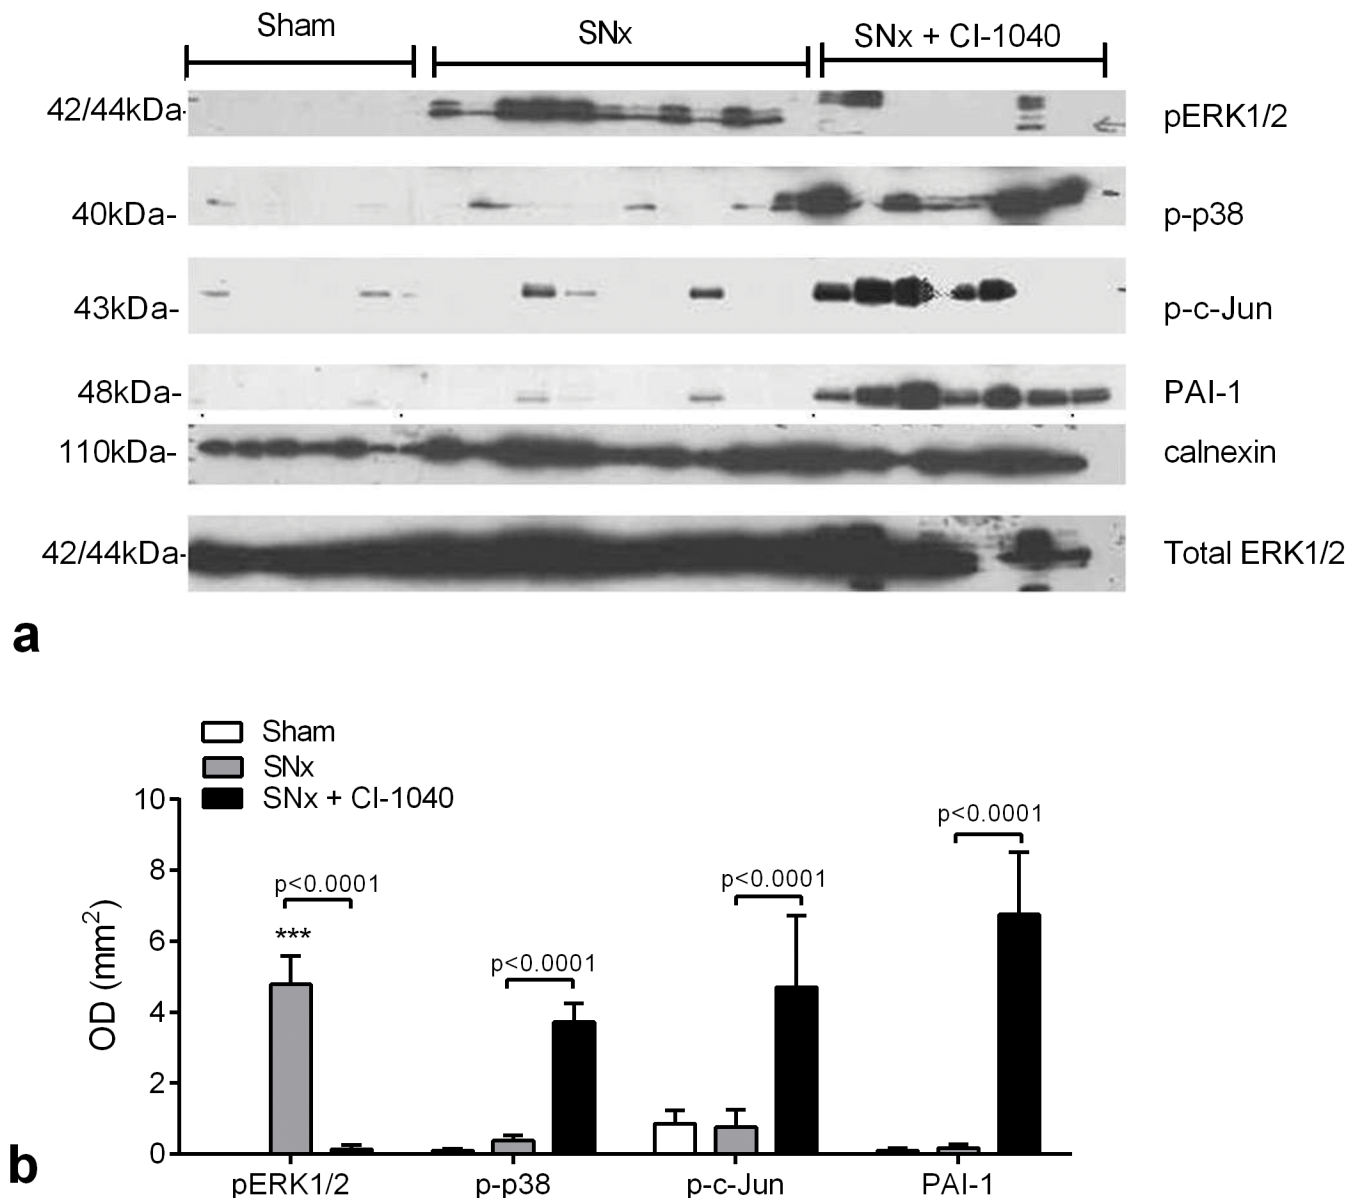 Sham
SNx
SNx + CI-1040
42/44kDa-
pERK1/2
40kDa-
p-p38
43kDa-
p-c-Jun
48kDa-
PAI-1
110kDa-
calnexin
42/44kDa-
Total ERK1/2
a
Sham
SNx
SNx + CI-1040
10
8
6
4
2
0
OD (mm²)
p<0.0001
***
p<0.0001
p<0.0001
p<0.0001
pERK1/2
p-p38
p-c-Jun
PAI-1
b